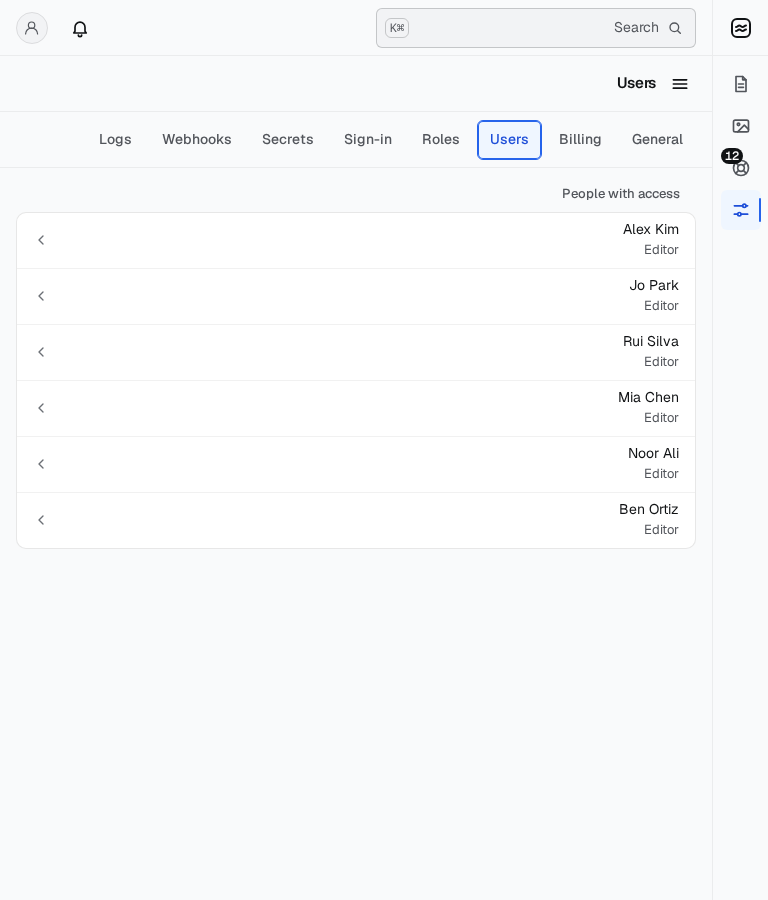 Search
K⌘
Users
General
Billing
Users
Roles
Sign-in
Secrets
Webhooks
Logs
12
People with access
Alex Kim
Editor
Jo Park
Editor
Rui Silva
Editor
Mia Chen
Editor
Noor Ali
Editor
Ben Ortiz
Editor